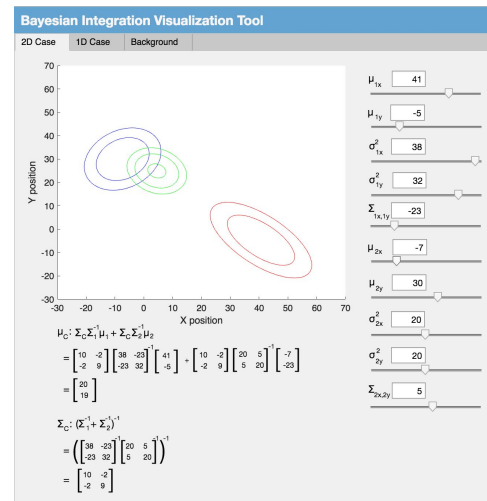 Bayesian Integration Visualization Tool
2D Case 1D Case Background
70
60
50
40
30
20
10
0
-10
-20
-30
Y position
-30 -20 -10 0 10 20 30 40 50 60 70
X position
μ1x 41
μ1y -5
σ²1x 38
σ²1y 32
Σ1x,1y -23
μ2x -7
μ2y 30
σ²2x 20
σ²2y 20
Σ2x,2y 5
μC: ΣCΣ1⁻¹μ1 + ΣCΣ2⁻¹μ2
= [10 -2; -2 9] [38 -23; -23 32]⁻¹ [41; -5] + [10 -2; -2 9] [20 5; 5 20]⁻¹ [-7; -23]
= [20; 19]
ΣC: (Σ1⁻¹ + Σ2⁻¹)⁻¹
= ([38 -23; -23 32]⁻¹ [20 5; 5 20]⁻¹)⁻¹
= [10 -2; -2 9]